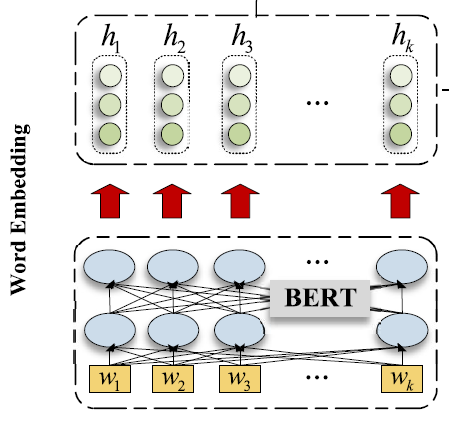 h₁ h₂ h₃ hₖ
...
Word Embedding
...
BERT
w₁ w₂ w₃ ... wₖ